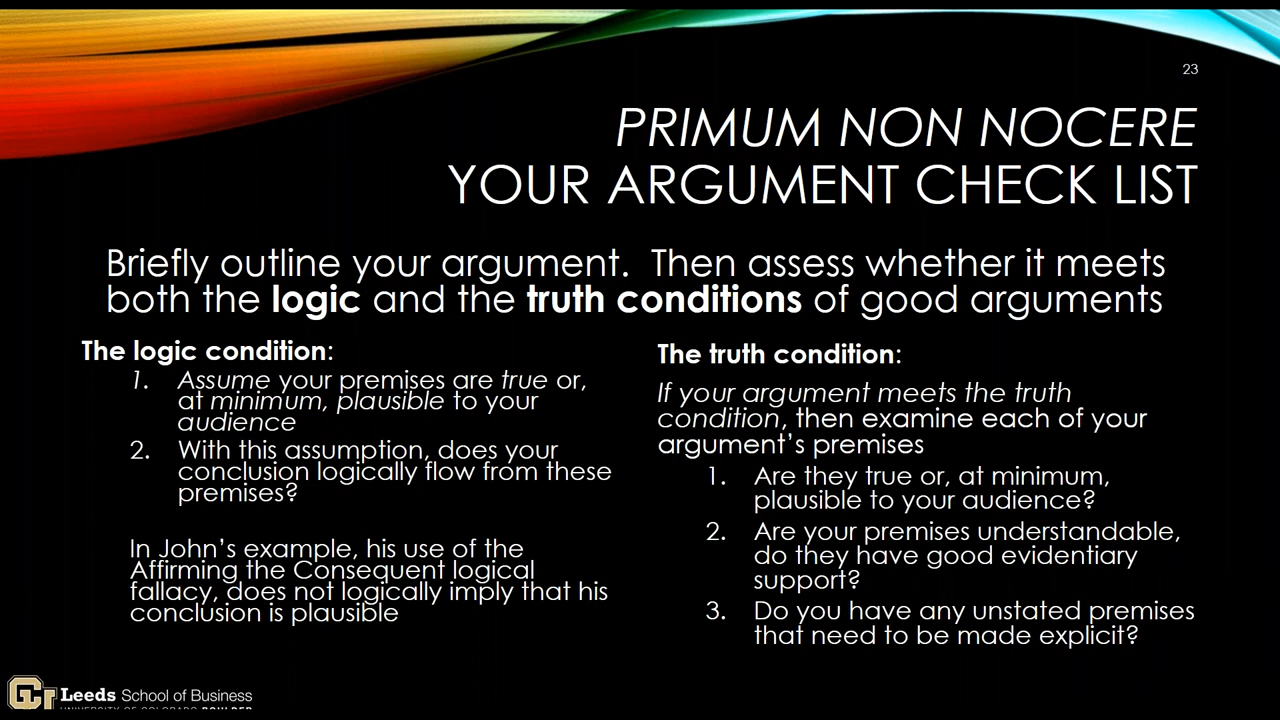 23
PRIMUM NON NOCERE
YOUR ARGUMENT CHECK LIST
Briefly outline your argument.  Then assess whether it meets
both the logic and the truth conditions of good arguments
The logic condition:
1. Assume your premises are true or,
at minimum, plausible to your
audience
2. With this assumption, does your
conclusion logically flow from these
premises?
In John's example, his use of the
Affirming the Consequent logical
fallacy, does not logically imply that his
conclusion is plausible
The truth condition:
If your argument meets the truth
condition, then examine each of your
argument's premises
1. Are they true or, at minimum,
plausible to your audience?
2. Are your premises understandable,
do they have good evidentiary
support?
3. Do you have any unstated premises
that need to be made explicit?
CU Leeds School of Business
UNIVERSITY OF COLORADO BOULDER